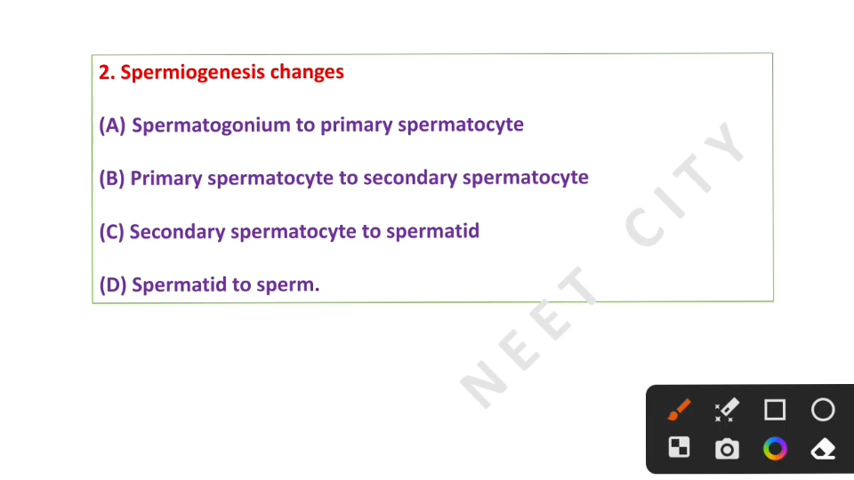 2. Spermiogenesis changes
(A) Spermatogonium to primary spermatocyte
(B) Primary spermatocyte to secondary spermatocyte
(C) Secondary spermatocyte to spermatid
(D) Spermatid to sperm.
NEET CITY